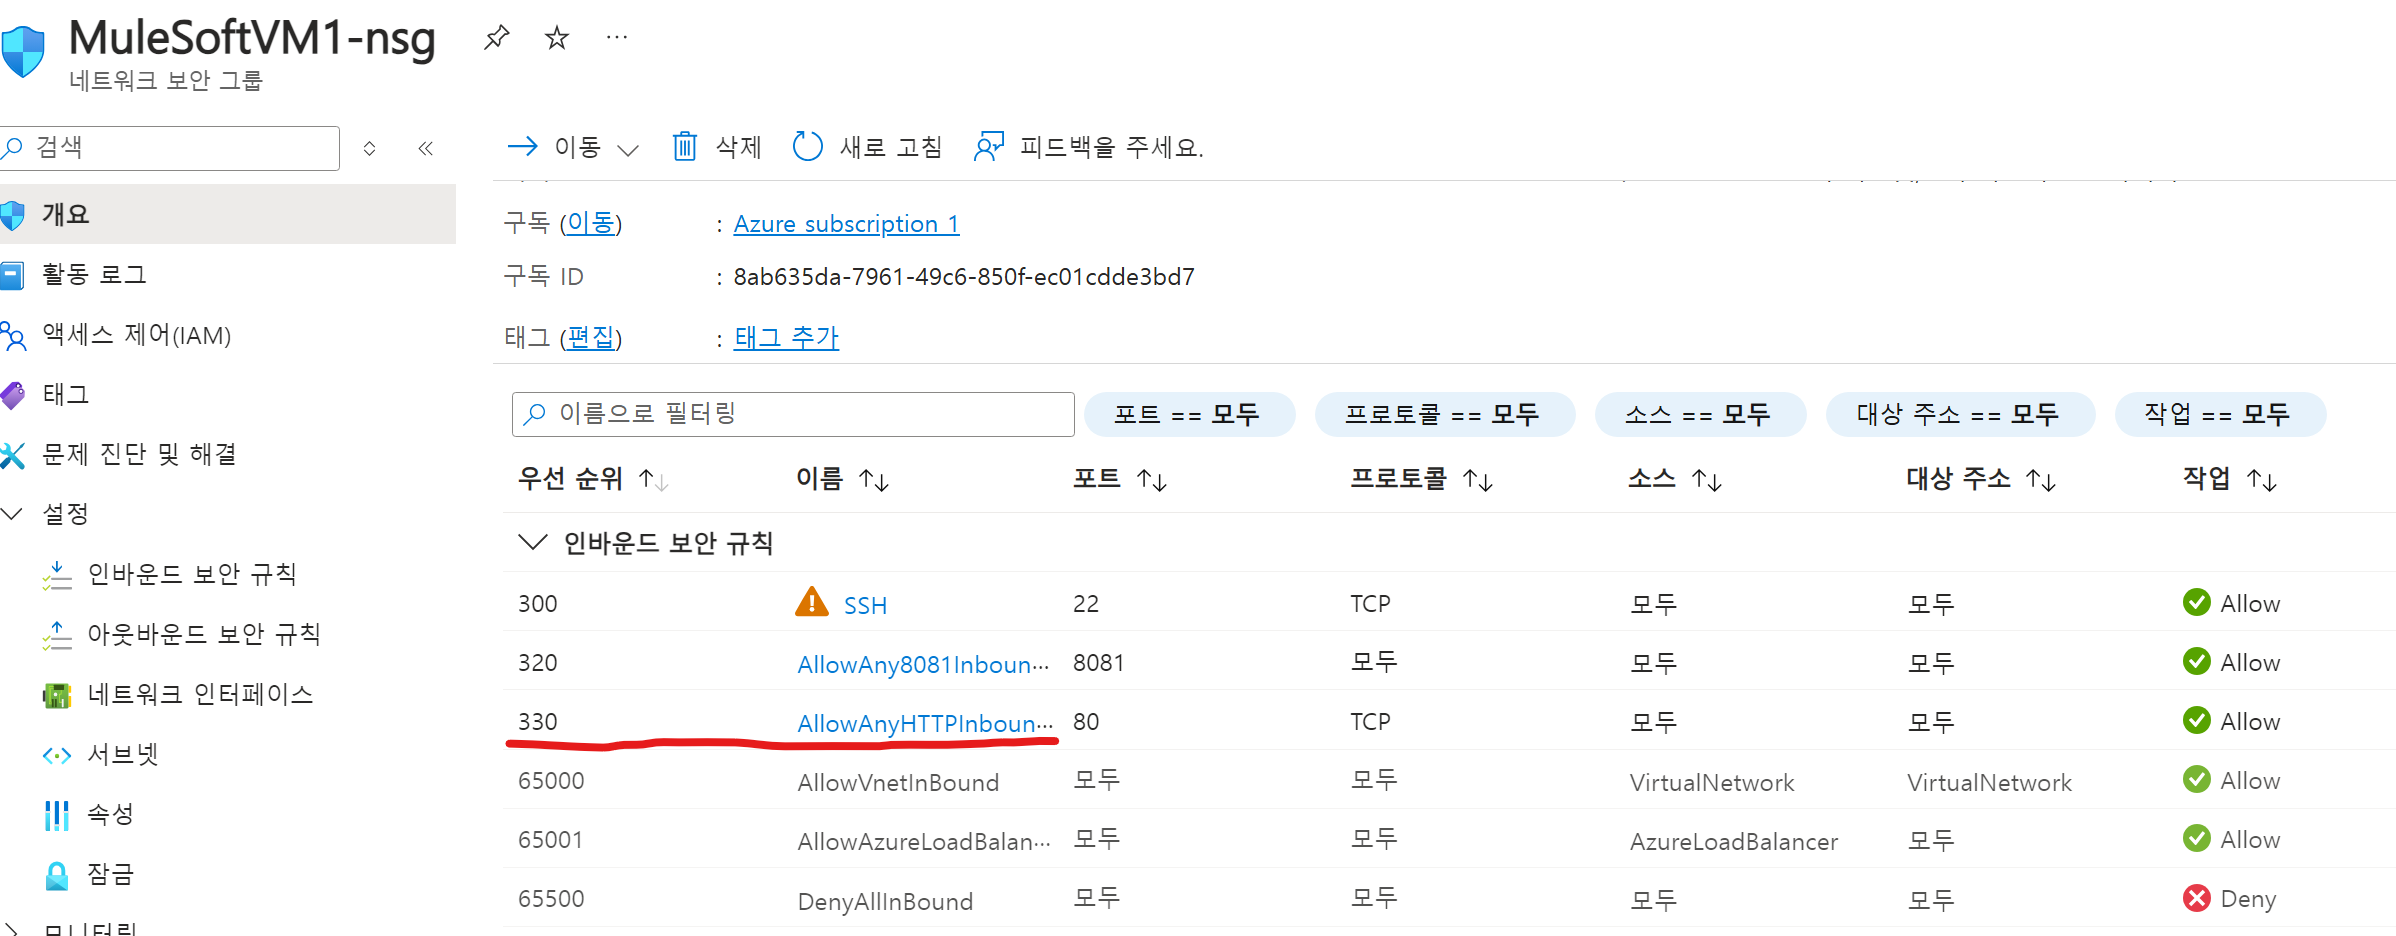 MuleSoftVM1-nsg
네트워크 보안 그룹
검색
이동 삭제 새로 고침 피드백을 주세요.
개요
활동 로그
액세스 제어(IAM)
태그
문제 진단 및 해결
설정
인바운드 보안 규칙
아웃바운드 보안 규칙
네트워크 인터페이스
서브넷
속성
잠금
모니터링
구독 (이동) : Azure subscription 1
구독 ID : 8ab635da-7961-49c6-850f-ec01cdde3bd7
태그 (편집) : 태그 추가
이름으로 필터링 포트 == 모두 프로토콜 == 모두 소스 == 모두 대상 주소 == 모두 작업 == 모두
우선 순위 ↑↓ 이름 ↑↓ 포트 ↑↓ 프로토콜 ↑↓ 소스 ↑↓ 대상 주소 ↑↓ 작업 ↑↓
인바운드 보안 규칙
300 SSH 22 TCP 모두 모두 Allow
320 AllowAny8081Inboun··· 8081 모두 모두 모두 Allow
330 AllowAnyHTTPInboun··· 80 TCP 모두 모두 Allow
65000 AllowVnetInBound 모두 모두 VirtualNetwork VirtualNetwork Allow
65001 AllowAzureLoadBalan··· 모두 모두 AzureLoadBalancer 모두 Allow
65500 DenyAllInBound 모두 모두 모두 모두 Deny